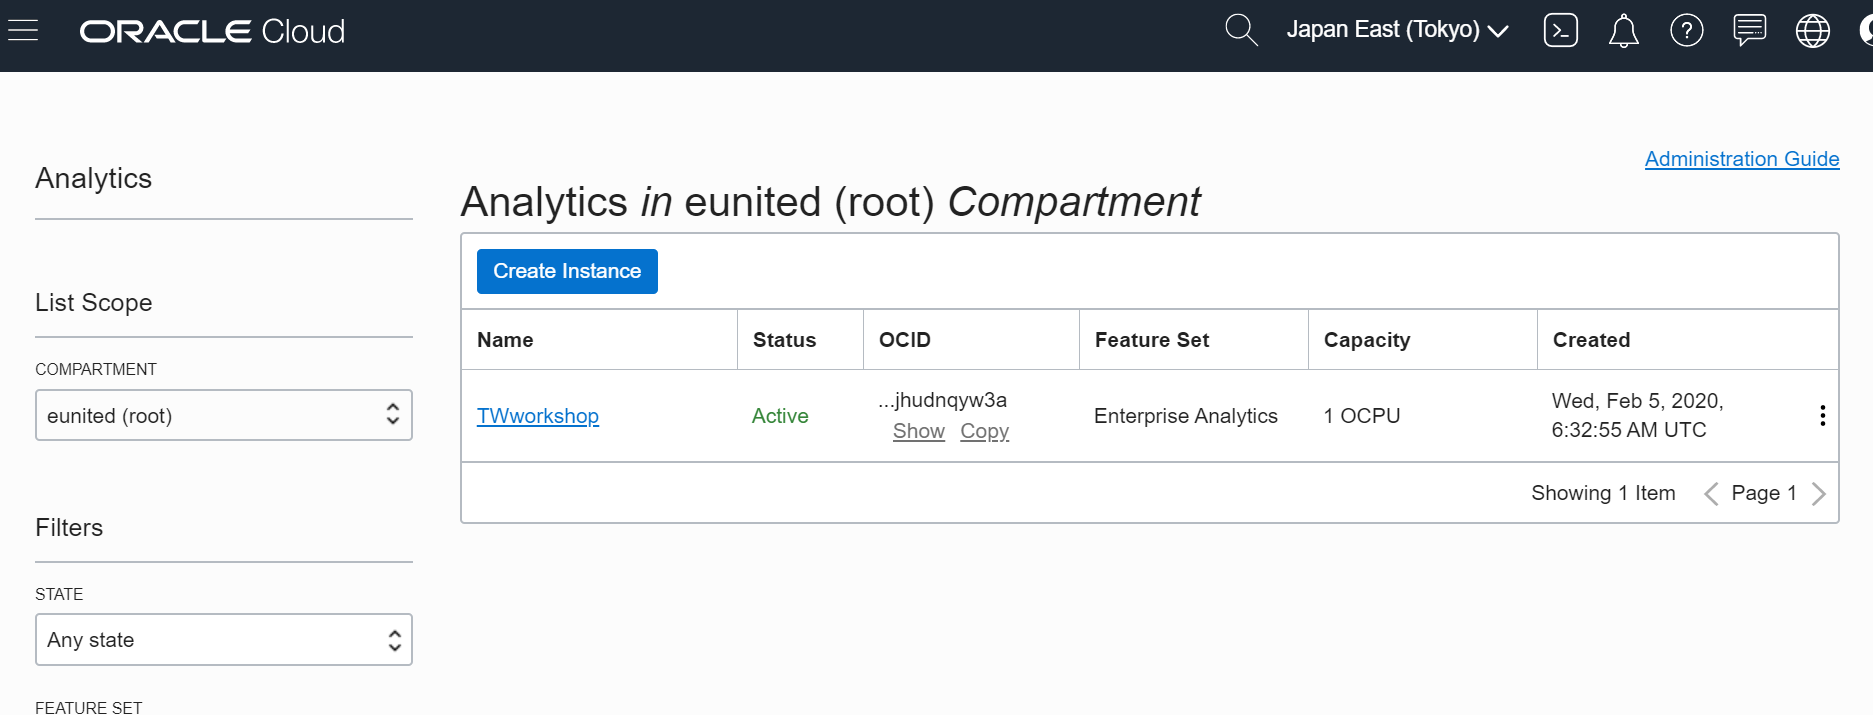 ORACLE Cloud
Japan East (Tokyo)
Analytics
List Scope
COMPARTMENT
eunited (root)
Filters
STATE
Any state
FEATURE SET
Administration Guide
Analytics in eunited (root) Compartment
Create Instance
Name Status OCID Feature Set Capacity Created
TWworkshop Active ...jhudnqyw3a Enterprise Analytics 1 OCPU Wed, Feb 5, 2020,
Show Copy 6:32:55 AM UTC
Showing 1 Item Page 1